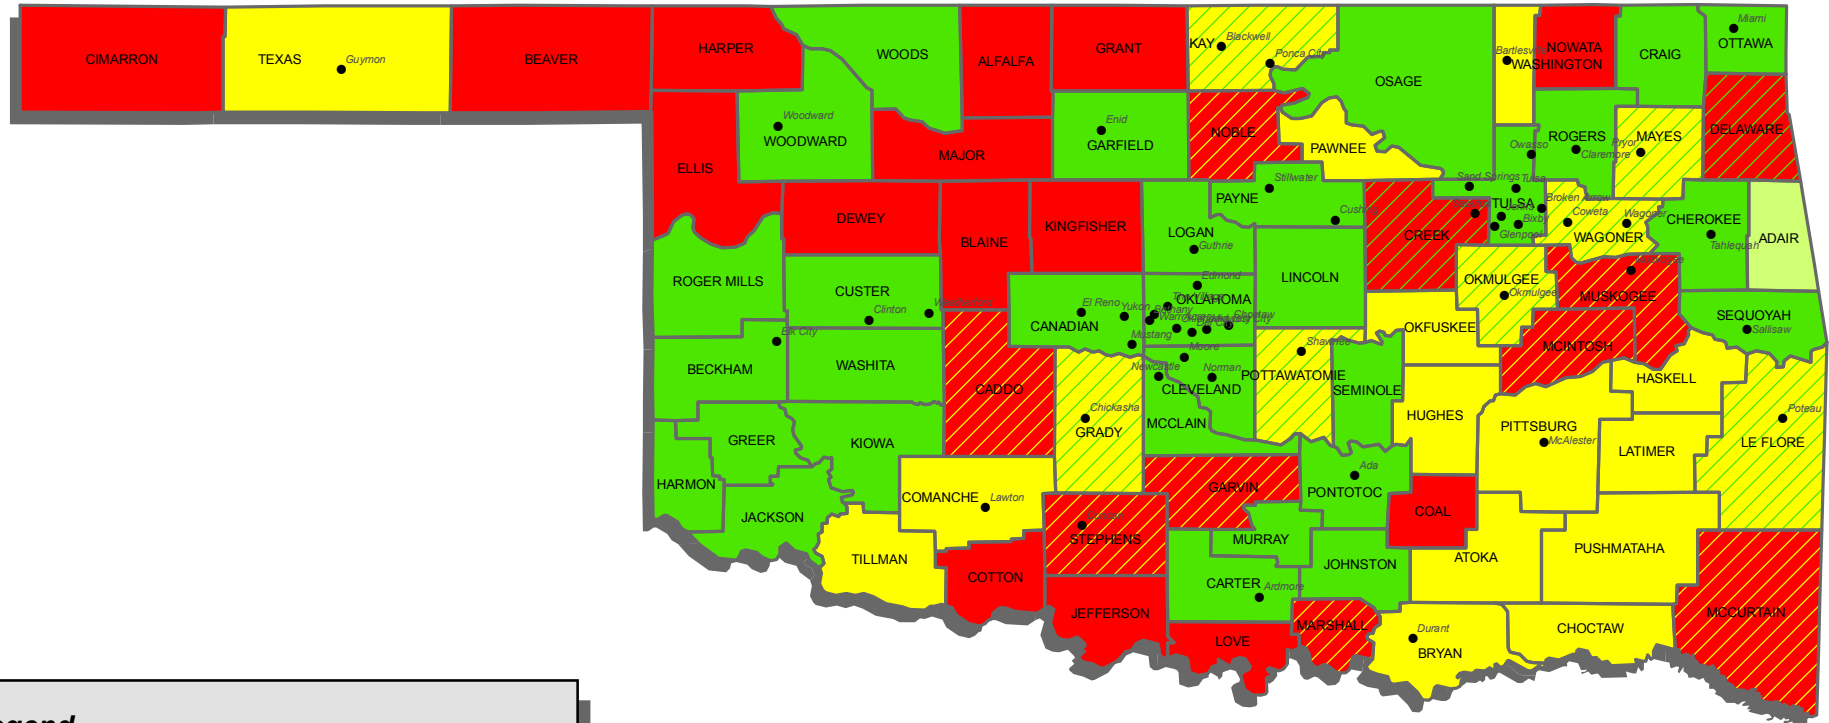 CIMARRON
TEXAS
Guymon
BEAVER
HARPER
WOODS
ALFALFA
GRANT
KAY
Blackwell
Ponca City
OSAGE
WASHINGTON
NOWATA
CRAIG
Miami
OTTAWA
ELLIS
Woodward
WOODWARD
MAJOR
Enid
GARFIELD
NOBLE
PAWNEE
Owasso
ROGERS
Claremore
Pryor
MAYES
DELAWARE
DEWEY
BLAINE
KINGFISHER
LOGAN
Guthrie
Stillwater
PAYNE
CREEK
Sand Springs
Tulsa
TULSA
Bixby
Glenpool
Broken Arrow
Coweta
Wagoner
WAGONER
CHEROKEE
Tahlequah
ADAIR
ROGER MILLS
CUSTER
Clinton
El Reno
Yukon
CANADIAN
Mustang
Edmond
OKLAHOMA
LINCOLN
OKMULGEE
Okmulgee
MUSKOGEE
SEQUOYAH
Sallisaw
Elk City
BECKHAM
WASHITA
CADDO
Chickasha
GRADY
Moore
Newcastle
Norman
CLEVELAND
MCCLAIN
Shawnee
POTTAWATOMIE
SEMINOLE
OKFUSKEE
HUGHES
MCINTOSH
HASKELL
PITTSBURG
McAlester
LATIMER
Poteau
LE FLORE
GREER
KIOWA
HARMON
JACKSON
COMANCHE
Lawton
TILLMAN
COTTON
STEPHENS
JEFFERSON
GARVIN
MURRAY
CARTER
Ardmore
LOVE
Ada
PONTOTOC
JOHNSTON
MARSHALL
COAL
ATOKA
PUSHMATAHA
Durant
BRYAN
CHOCTAW
MCCURTAIN